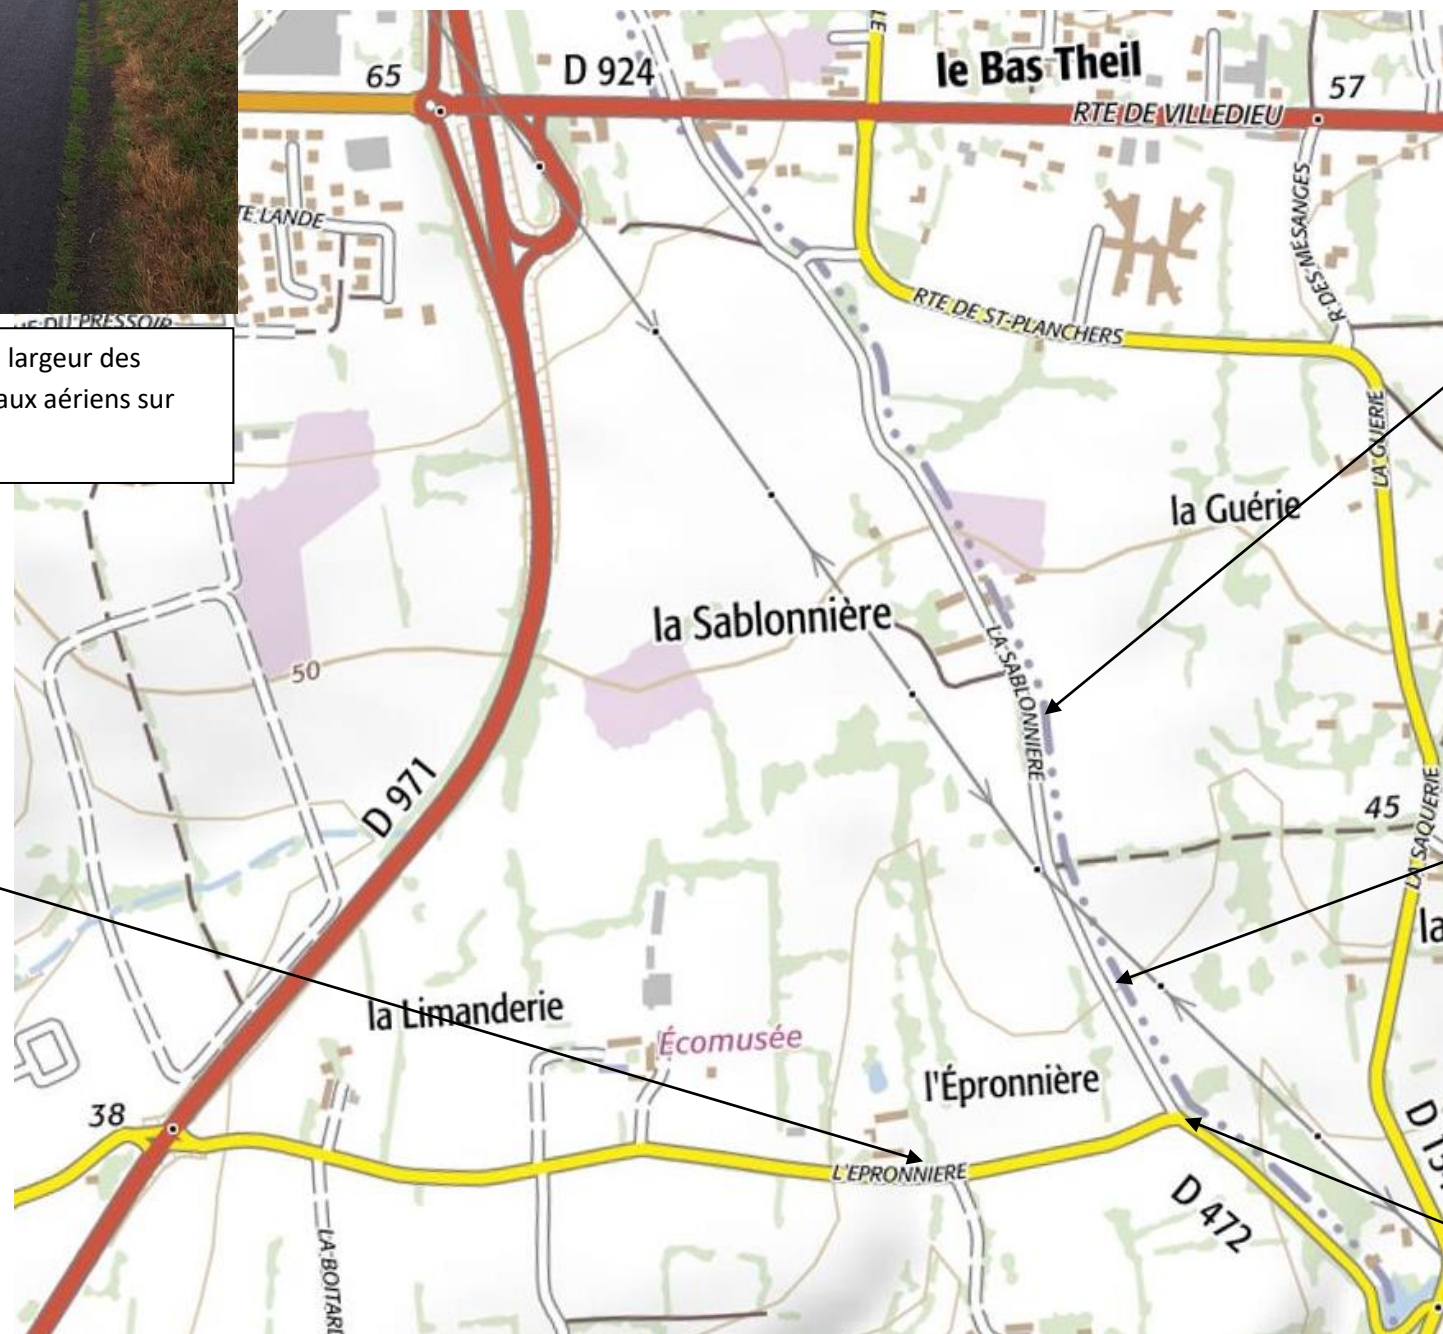 65
D 924
le Bas Theil
57
RTE DE VILLEDIEU
R DES MESANGES
TE LANDE
RTE DE ST-PLANCHERS
largeur des
aux aériens sur
LA GUERIE
la Guérie
la Sablonnière
LA SABLONNIERE
50
D 971
45
LA SAQUERIE
la
la Limanderie
Écomusée
l'Épronnière
38
L'EPRONNIERE
D 472
LA BOITARD